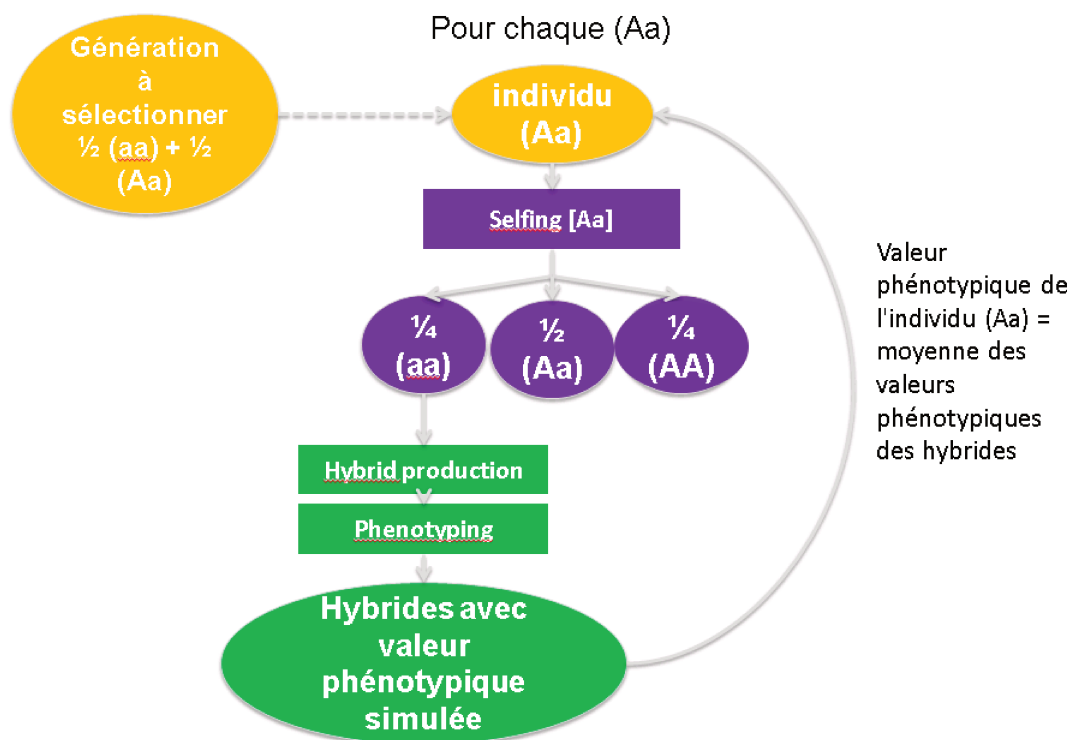 Pour chaque (Aa)
Génération
à
sélectionner
½ (aa) + ½
(Aa)
individu
(Aa)
Selfing [Aa]
¼
(aa)
½
(Aa)
¼
(AA)
Valeur
phénotypique de
l'individu (Aa) =
moyenne des
valeurs
phénotypiques
des hybrides
Hybrid production
Phenotyping
Hybrides avec
valeur
phénotypique
simulée